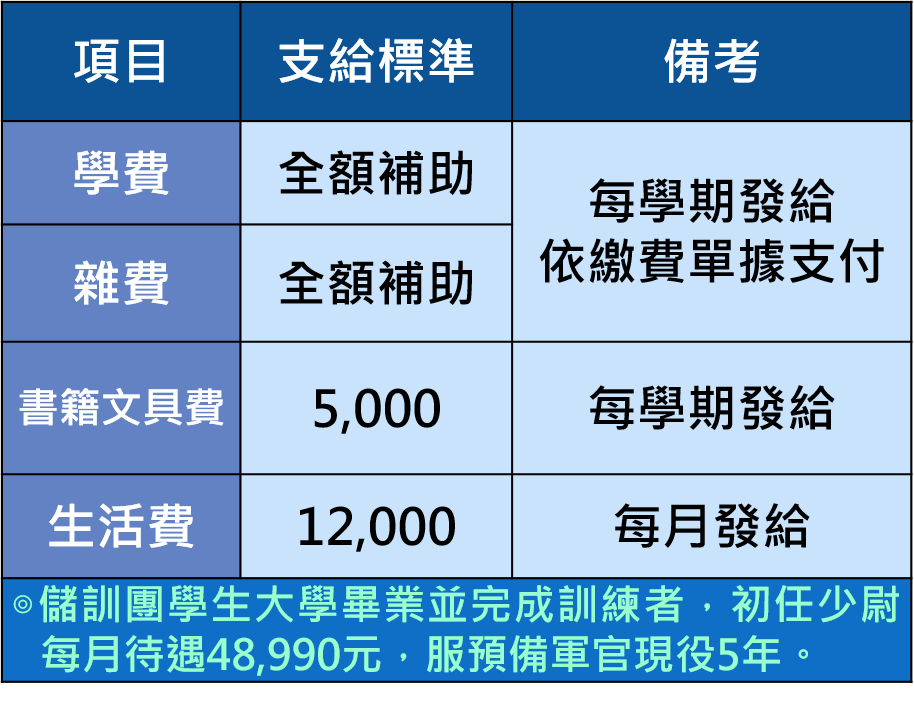 項目 支給標準 備考
學費 全額補助
每學期發給
依繳費單據支付
雜費 全額補助
書籍文具費 5,000 每學期發給
生活費 12,000 每月發給
◎儲訓團學生大學畢業並完成訓練者，初任少尉
每月待遇48,990元，服預備軍官現役5年。